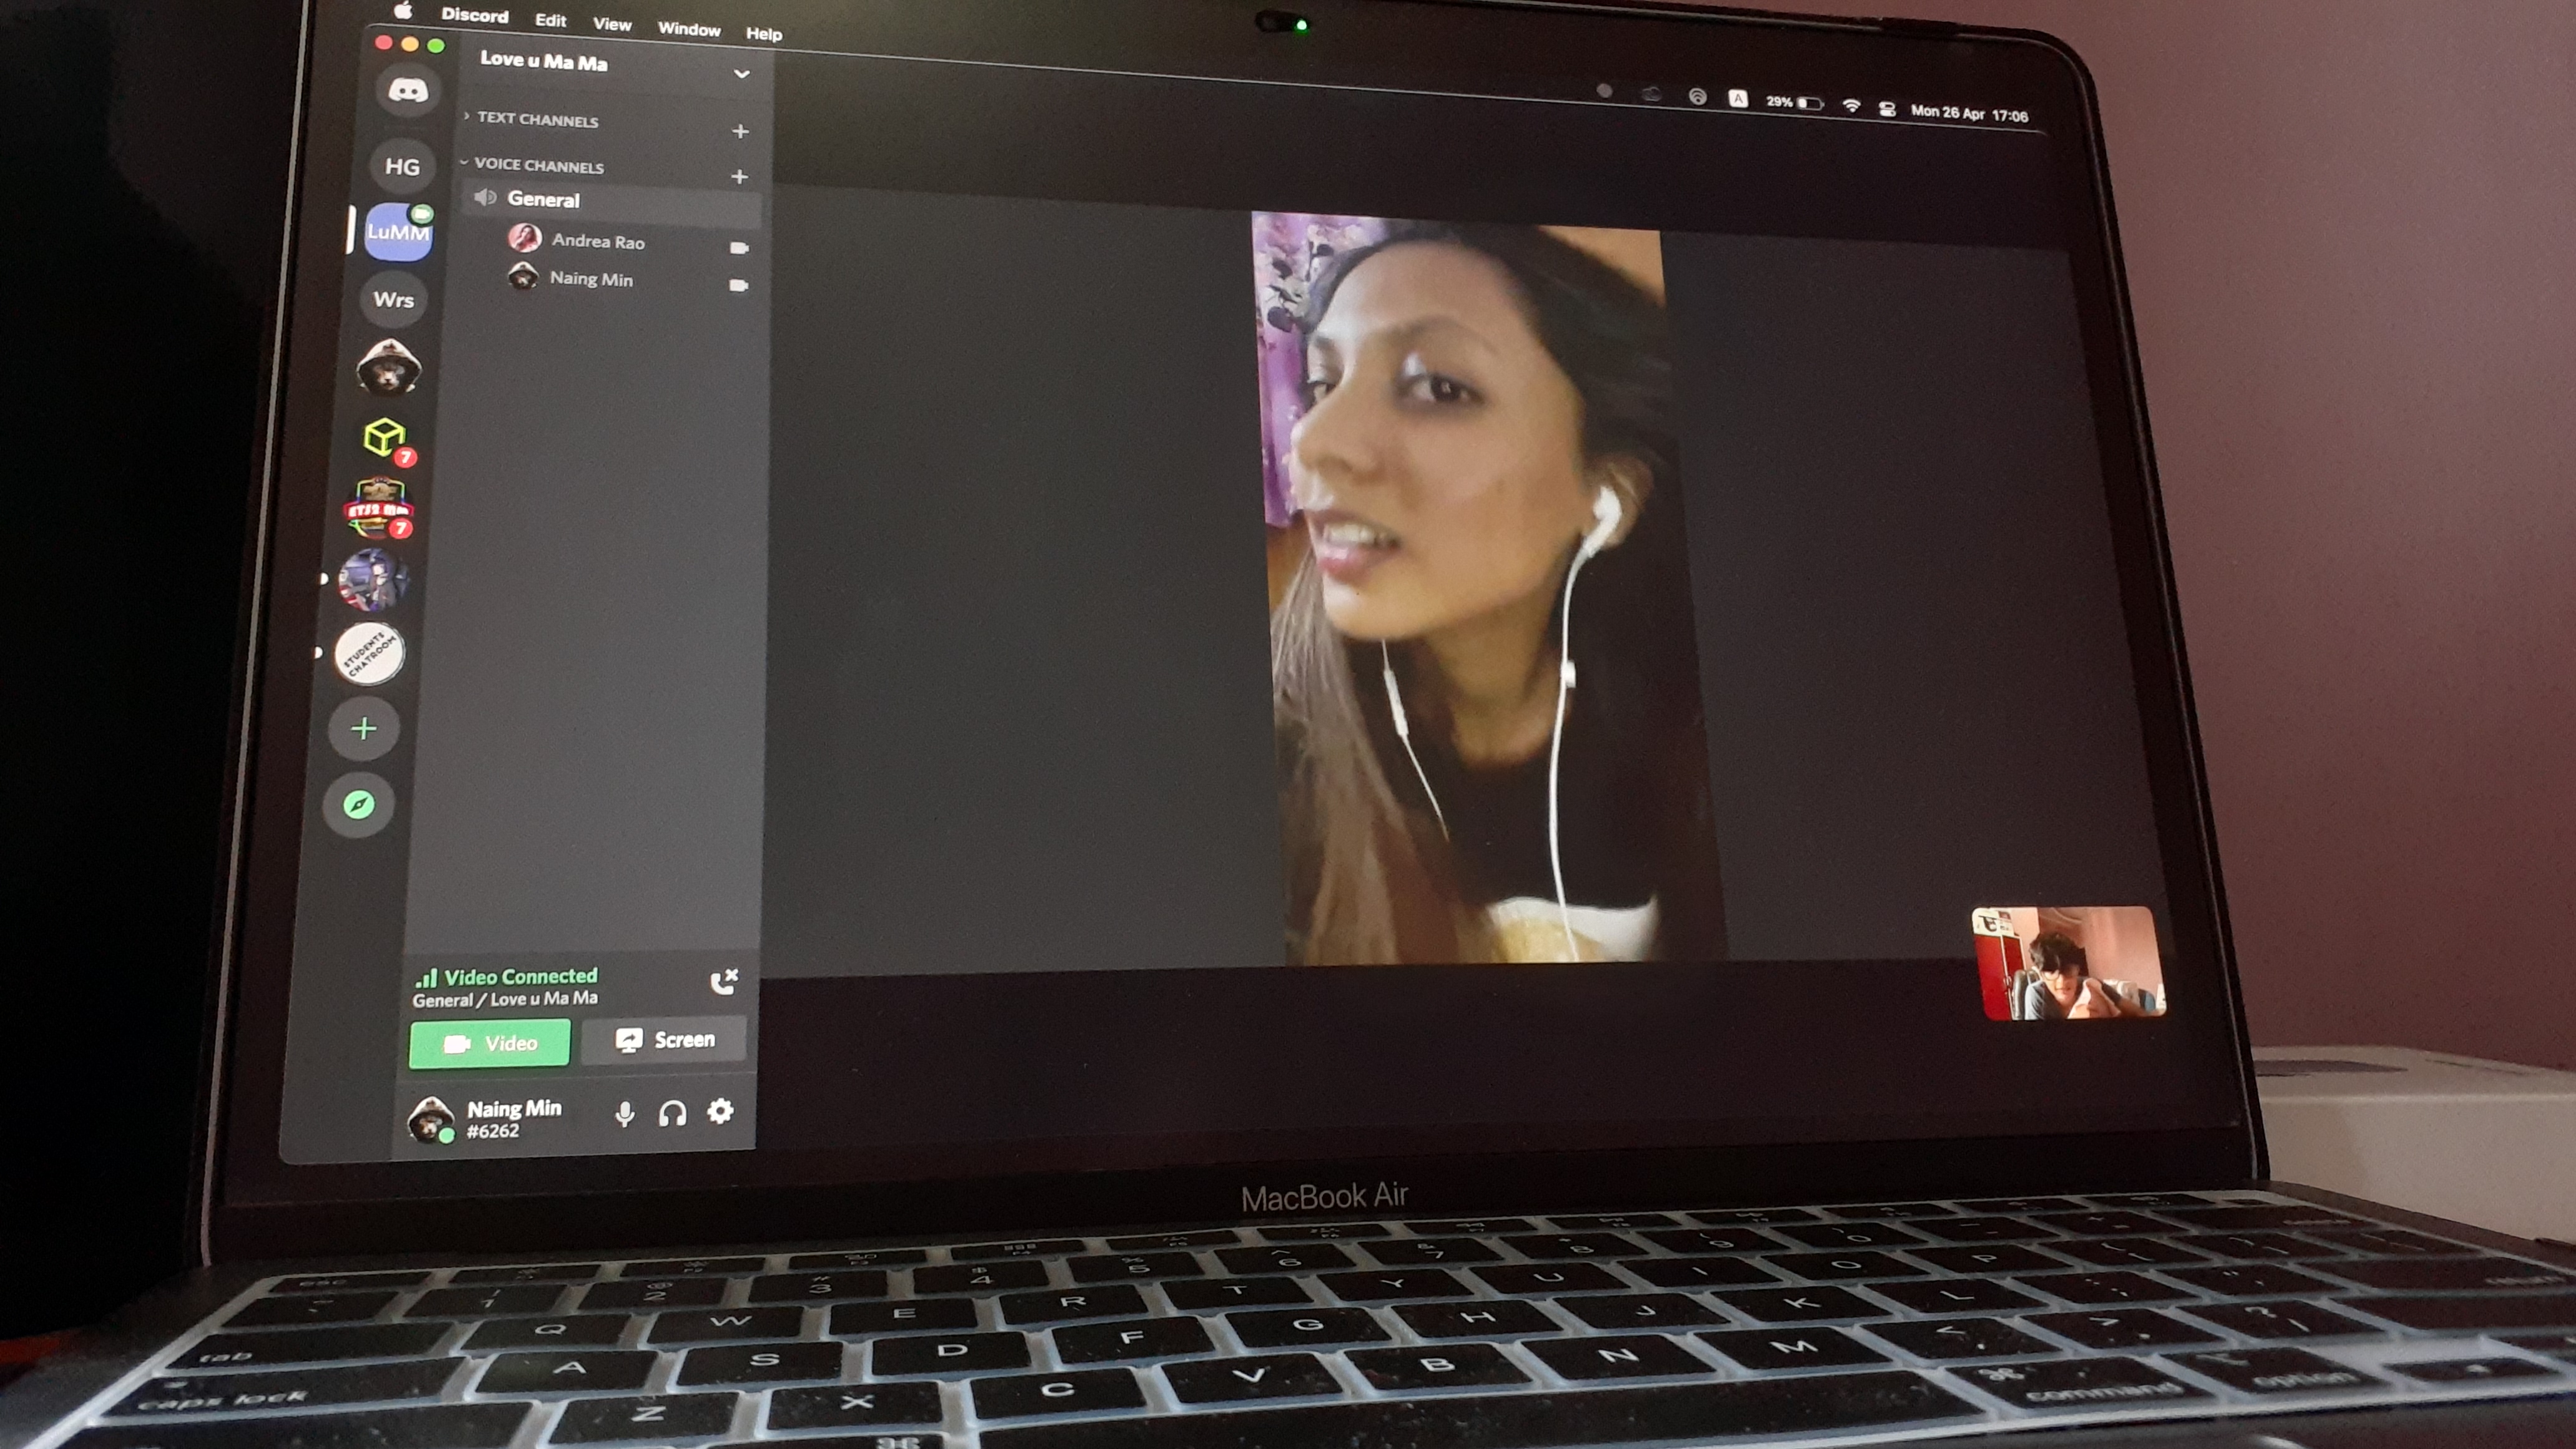 Discord Edit View Window Help
29% Mon 26 Apr 17:06
Love u Ma Ma
TEXT CHANNELS
VOICE CHANNELS
General
Andrea Rao
Naing Min
HG
LuMM
Wrs
7
7
STUDENTS
CHATROOM
Video Connected
General / Love u Ma Ma
Video Screen
Naing Min
#6262
MacBook Air
esc
1 2 3 4 5 6 7 8 9 0
tab Q W E R T Y U I O P
caps lock A S D F G H J K L return
Z X C V B N M
⌘ ⌘ command option